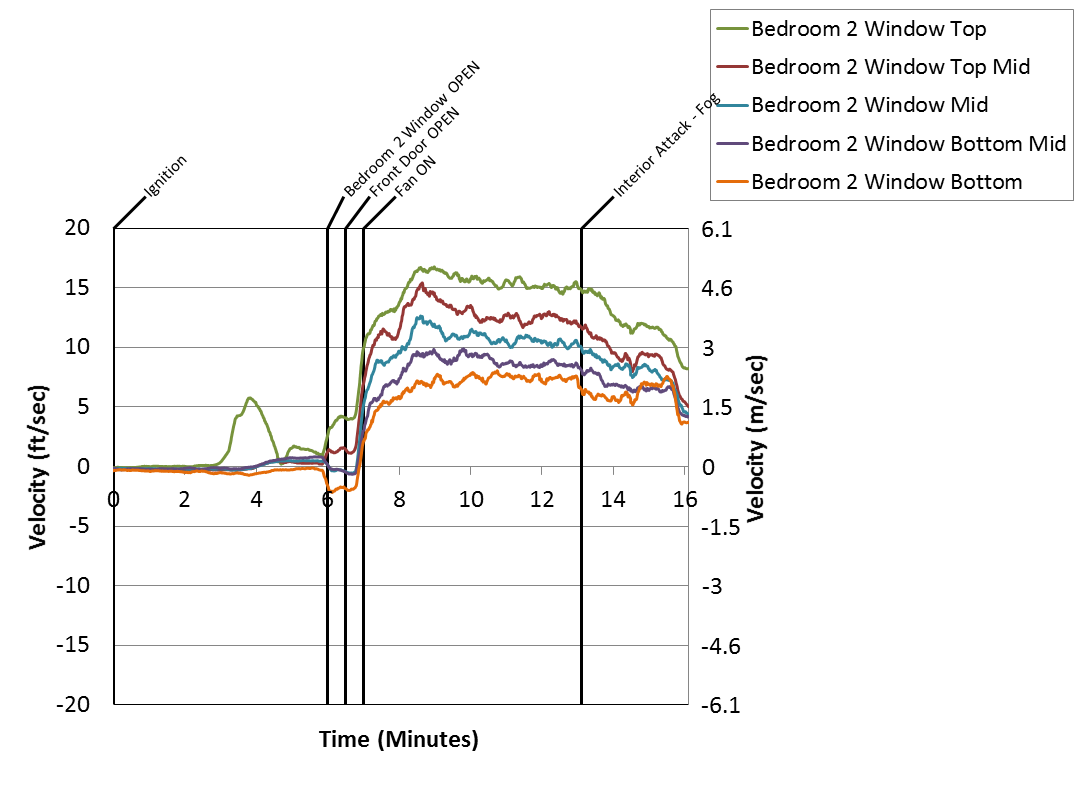 Bedroom 2 Window Top
Bedroom 2 Window Top Mid
Bedroom 2 Window Mid
Bedroom 2 Window Bottom Mid
Bedroom 2 Window Bottom
Ignition
Bedroom 2 Window OPEN
Front Door OPEN
Fan ON
Interior Attack - Fog
Velocity (ft/sec)
20
15
10
5
0
-5
-10
-15
-20
0 2 4 6 8 10 12 14 16
6.1
4.6
3
1.5
0
-1.5
-3
-4.6
-6.1
Velocity (m/sec)
Time (Minutes)